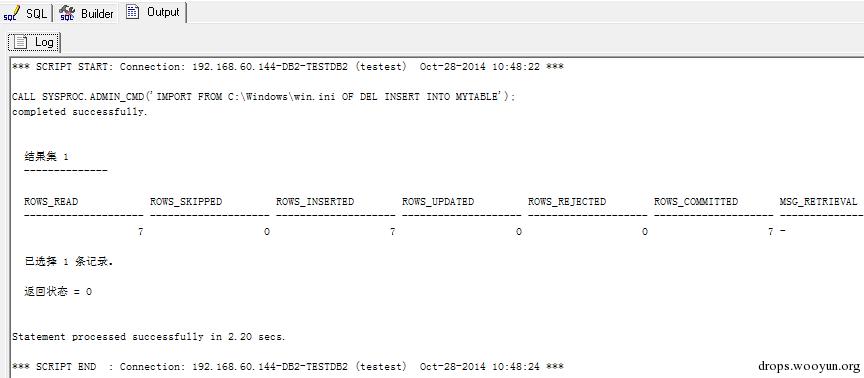 SQL Builder Output
Log
*** SCRIPT START: Connection: 192.168.60.144-DB2-TESTDB2 (testest) Oct-28-2014 10:48:22 ***
CALL SYSPROC.ADMIN_CMD('IMPORT FROM C:\Windows\win.ini OF DEL INSERT INTO MYTABLE');
completed successfully.
结果集 1
--------------
ROWS_READ ROWS_SKIPPED ROWS_INSERTED ROWS_UPDATED ROWS_REJECTED ROWS_COMMITTED MSG_RETRIEVAL
-------------------- -------------------- -------------------- -------------------- -------------------- -------------------- --------------
7 0 7 0 0 7 -
已选择 1 条记录.
返回状态 = 0
Statement processed successfully in 2.20 secs.
*** SCRIPT END : Connection: 192.168.60.144-DB2-TESTDB2 (testest) Oct-28-2014 10:48:24 ***
drops.wooyun.org